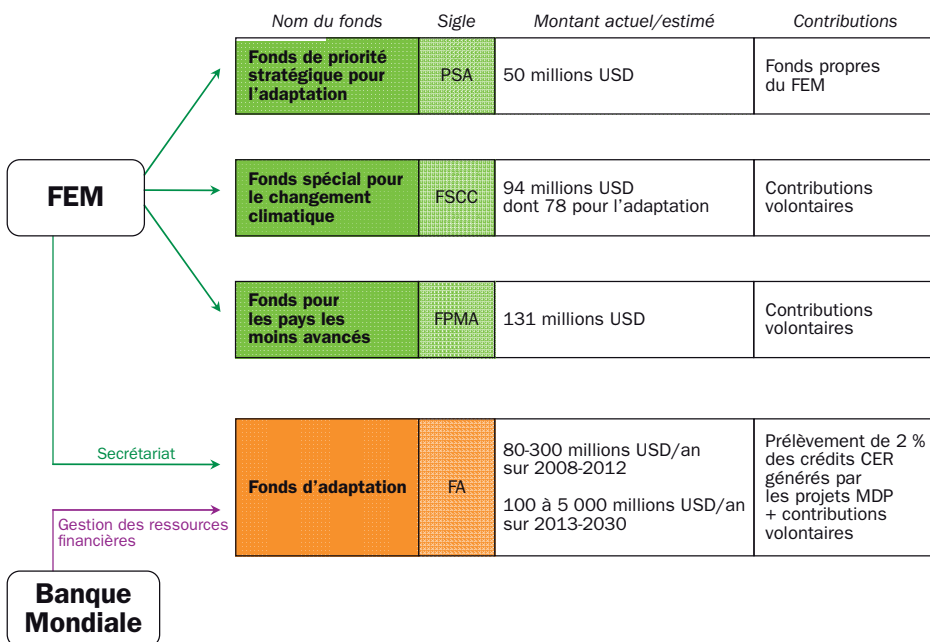 Nom du fonds
Sigle
Montant actuel/estimé
Contributions
Fonds de priorité
stratégique pour
l'adaptation
PSA
50 millions USD
Fonds propres
du FEM
FEM
Fonds spécial pour
le changement
climatique
FSCC
94 millions USD
dont 78 pour l'adaptation
Contributions
volontaires
Fonds pour
les pays les
moins avancés
FPMA
131 millions USD
Contributions
volontaires
Secrétariat
Fonds d'adaptation
FA
80-300 millions USD/an
sur 2008-2012
100 à 5 000 millions USD/an
sur 2013-2030
Prélèvement de 2 %
des crédits CER
générés par
les projets MDP
+ contributions
volontaires
Gestion des ressources
financières
Banque
Mondiale